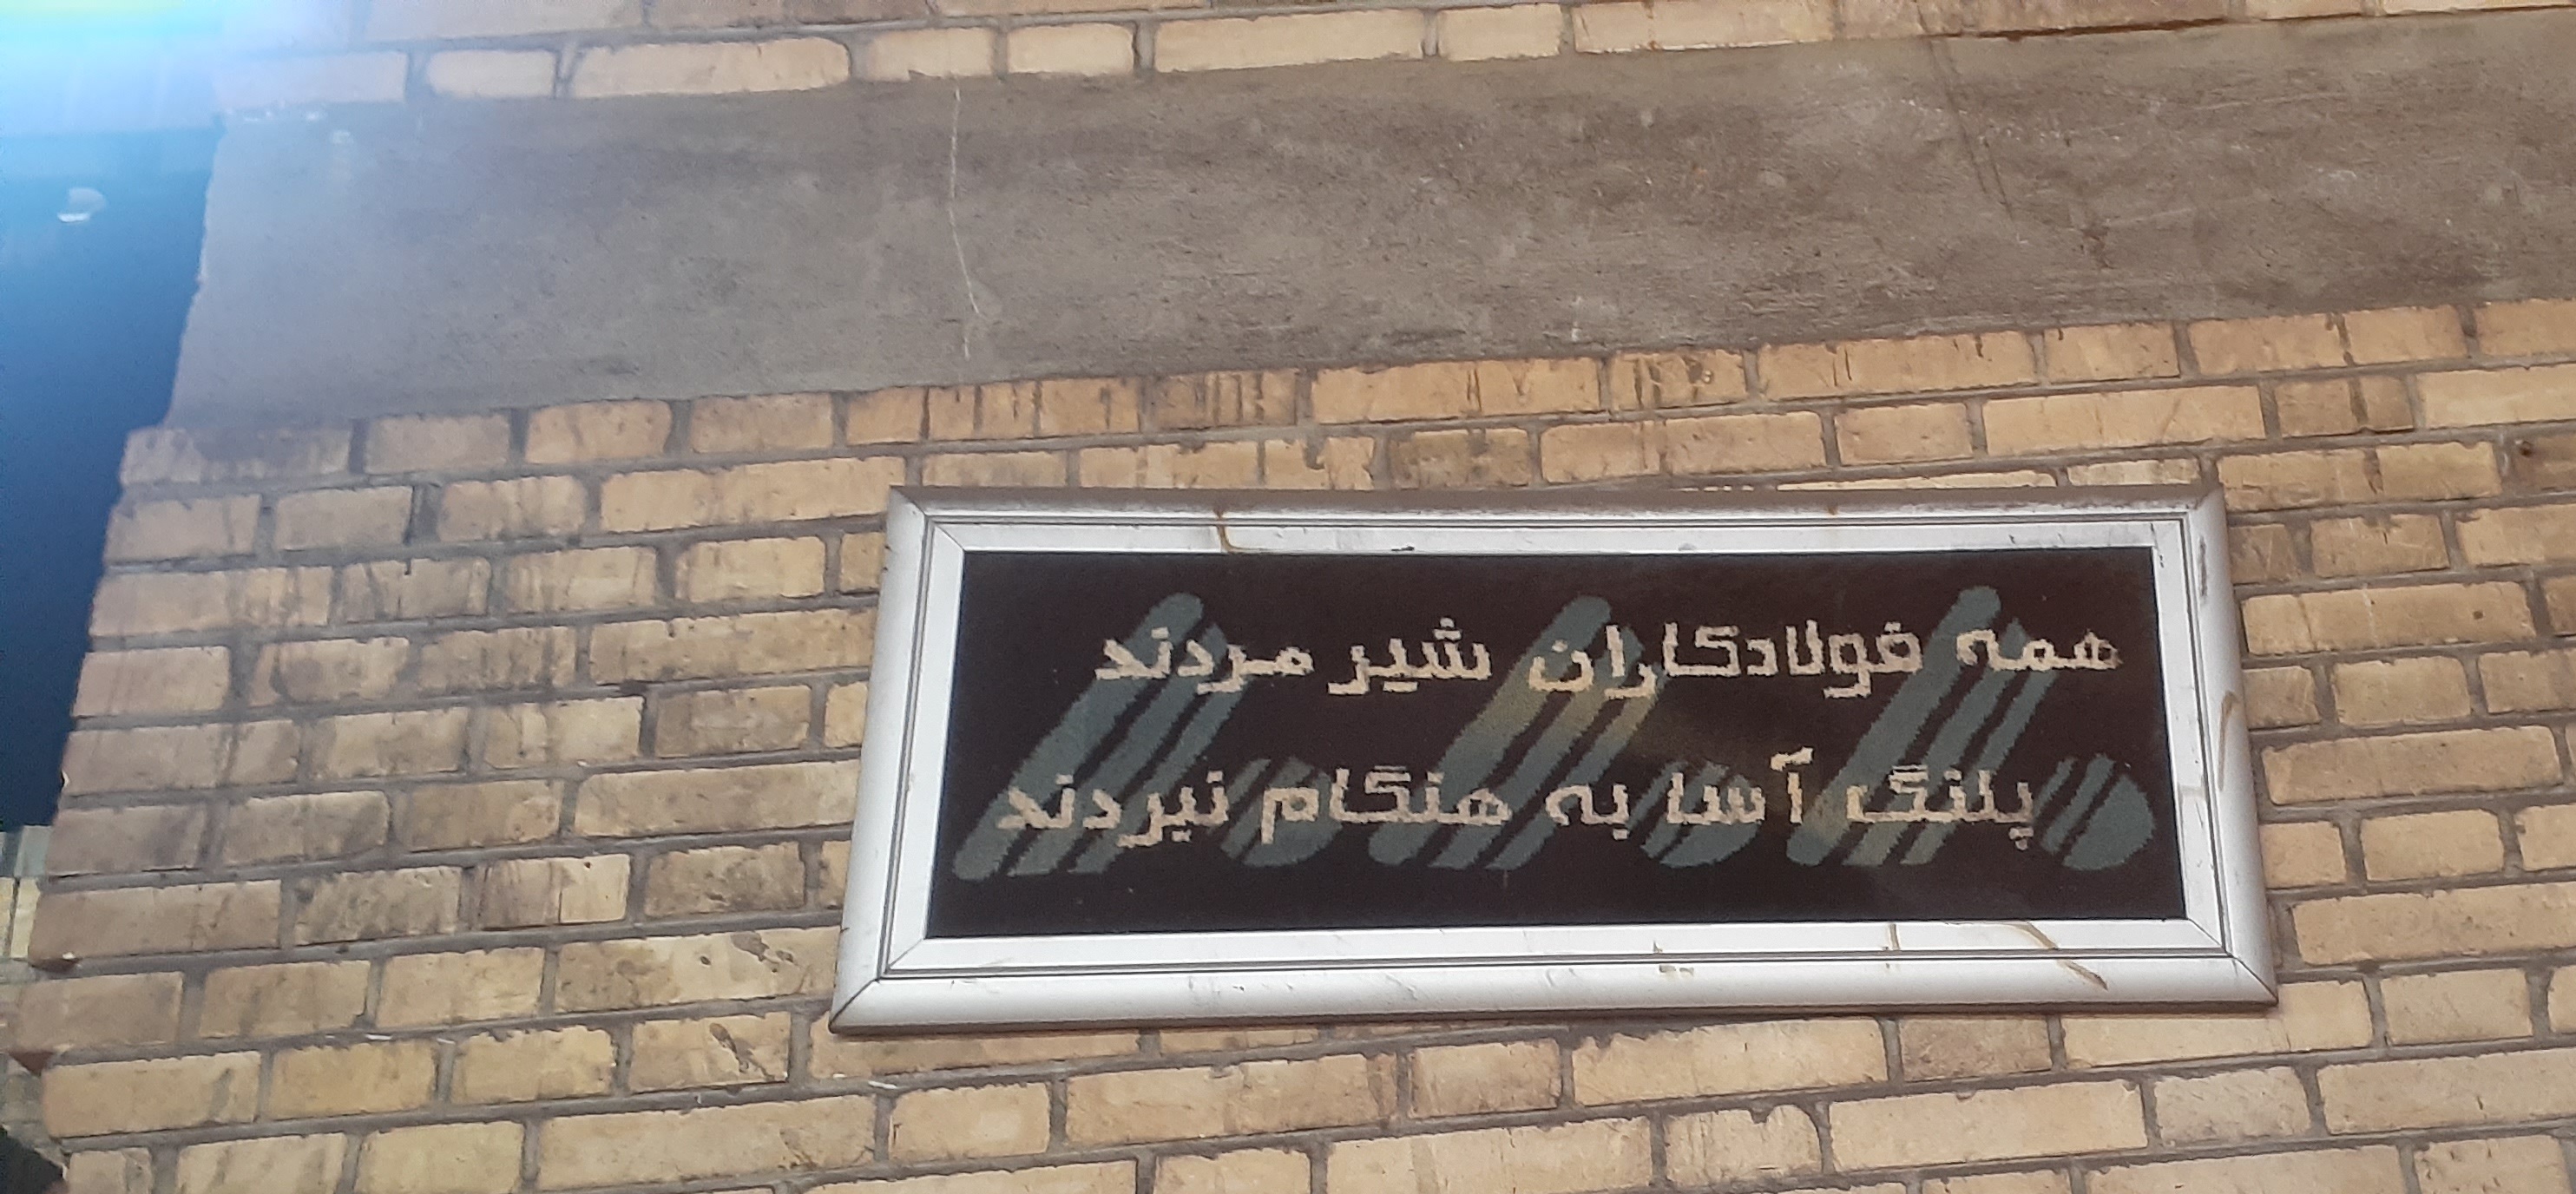 همه فولادکاران شیر مردند
پلنگ آسا به هنگام نبردند